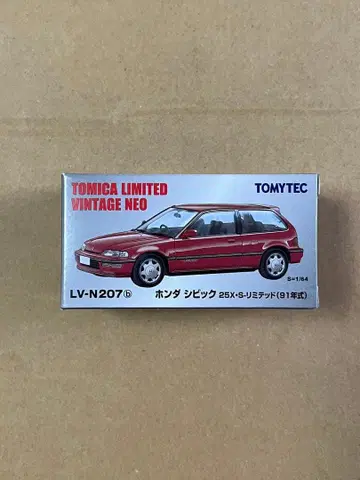 TOMICA LIMITED
VINTAGE NEO
TOMYTEC
S=1/64
LV-N207ⓑ ホンダ シビック 25X・S-リミテッド(91年式)